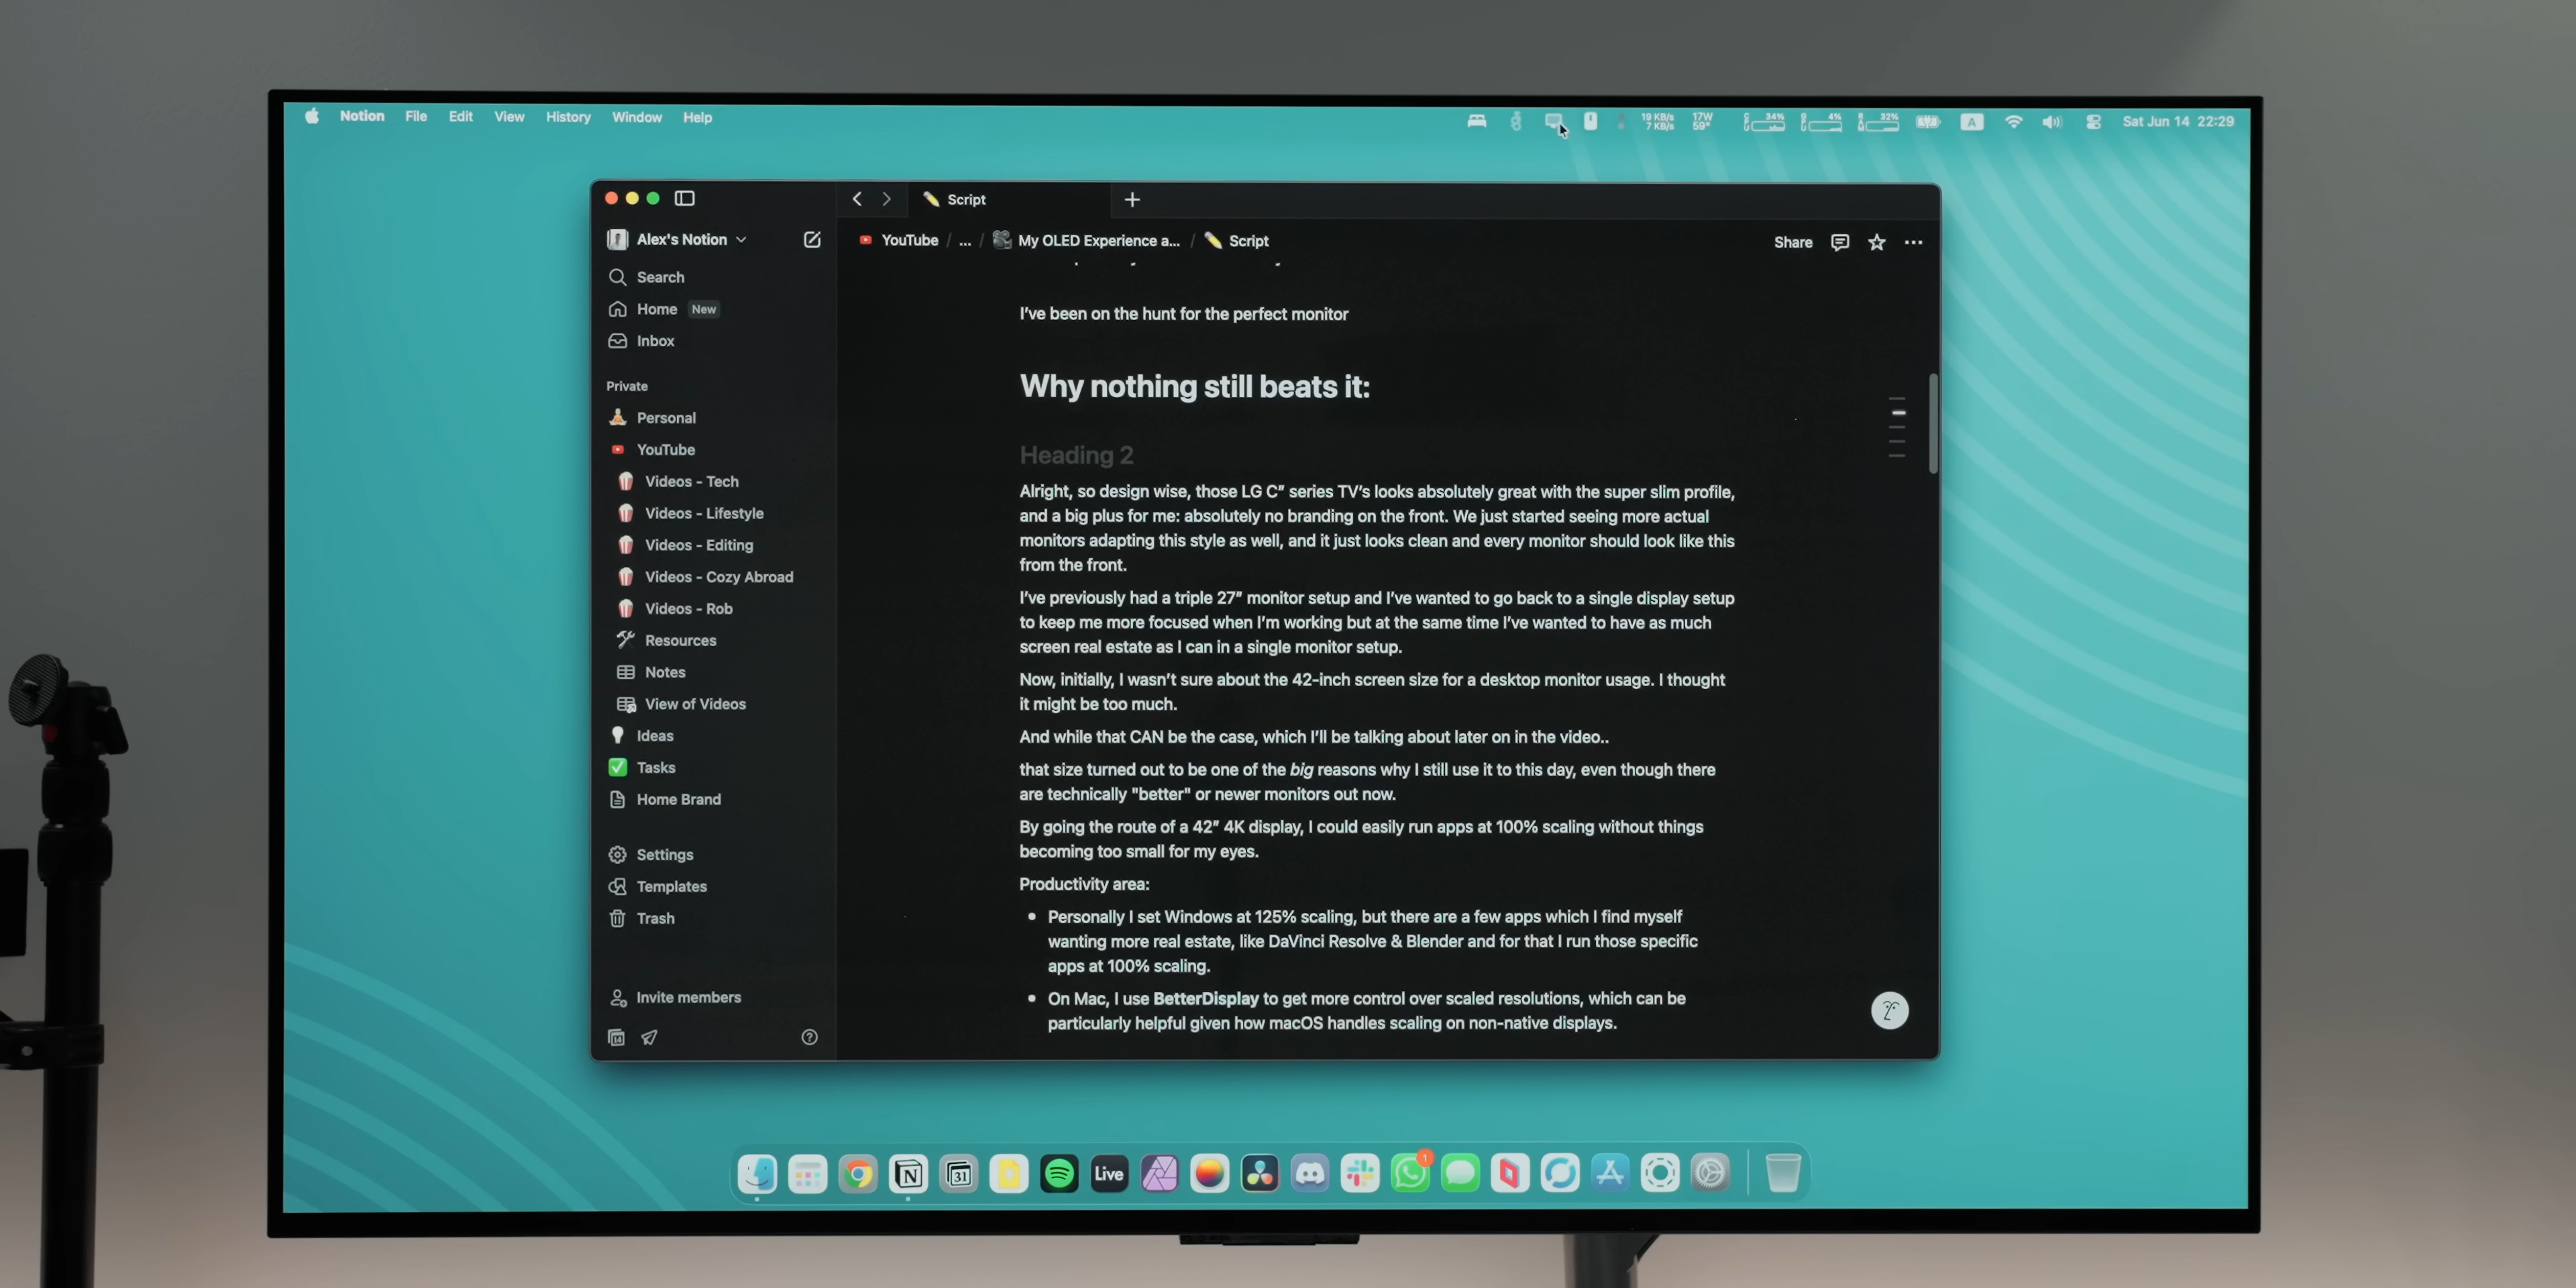 Notion File Edit View History Window Help
19 KB/s
7 KB/s
17W
59°
34%
4%
32%
A
Sat Jun 14 22:29
Script
Alex's Notion
YouTube / ... / My OLED Experience a... / Script
Share
Search
Home New
Inbox
Private
Personal
YouTube
Videos - Tech
Videos - Lifestyle
Videos - Editing
Videos - Cozy Abroad
Videos - Rob
Resources
Notes
View of Videos
Ideas
Tasks
Home Brand
Settings
Templates
Trash
Invite members
I've been on the hunt for the perfect monitor
Why nothing still beats it:
Heading 2
Alright, so design wise, those LG C" series TV's looks absolutely great with the super slim profile,
and a big plus for me: absolutely no branding on the front. We just started seeing more actual
monitors adapting this style as well, and it just looks clean and every monitor should look like this
from the front.
I've previously had a triple 27" monitor setup and I've wanted to go back to a single display setup
to keep me more focused when I'm working but at the same time I've wanted to have as much
screen real estate as I can in a single monitor setup.
Now, initially, I wasn't sure about the 42-inch screen size for a desktop monitor usage. I thought
it might be too much.
And while that CAN be the case, which I'll be talking about later on in the video..
that size turned out to be one of the big reasons why I still use it to this day, even though there
are technically "better" or newer monitors out now.
By going the route of a 42" 4K display, I could easily run apps at 100% scaling without things
becoming too small for my eyes.
Productivity area:
• Personally I set Windows at 125% scaling, but there are a few apps which I find myself
wanting more real estate, like DaVinci Resolve & Blender and for that I run those specific
apps at 100% scaling.
• On Mac, I use BetterDisplay to get more control over scaled resolutions, which can be
particularly helpful given how macOS handles scaling on non-native displays.
31
Live
1